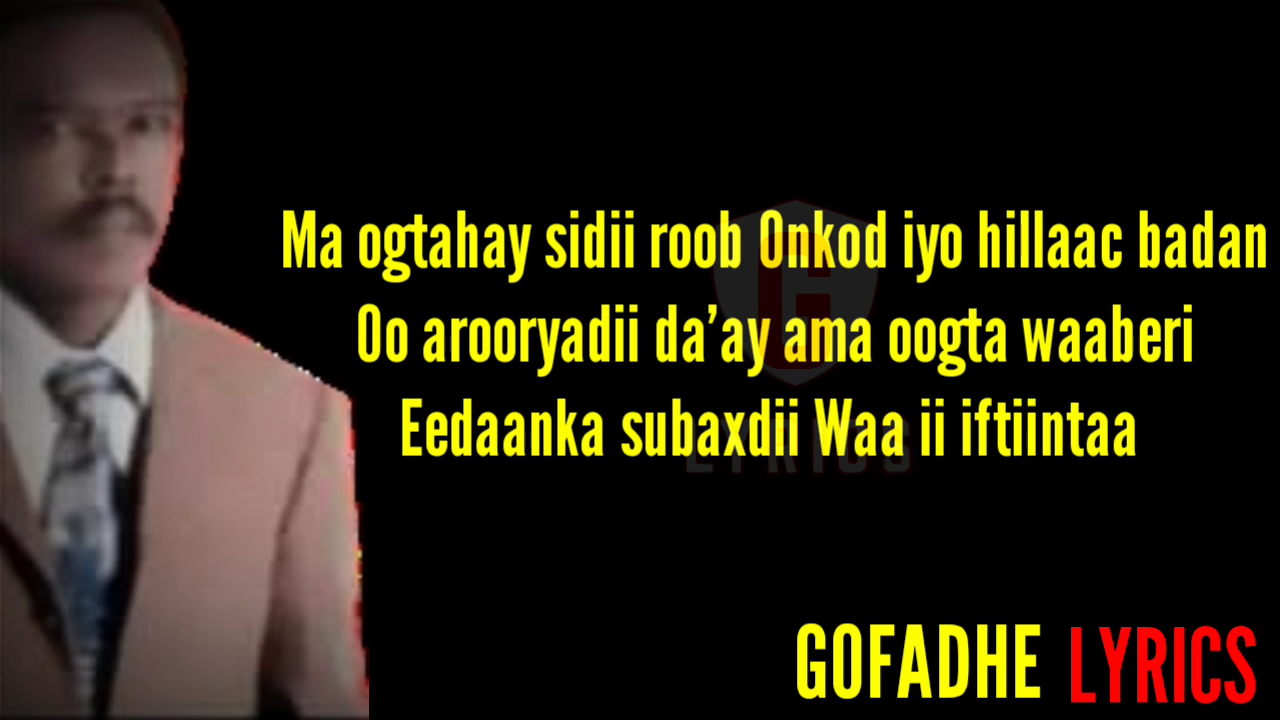 Ma ogtahay sidii roob Onkod iyo hillaac badan
Oo arooryadii da’ay ama oogta waaberi
Eedaanka subaxdii Waa ii iftiintaa
G
LYRICS
GOFADHE LYRICS